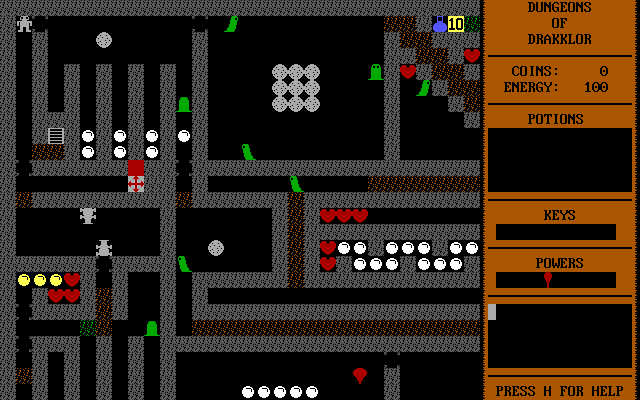 DUNGEONS
OF
DRAKKLOR
10
COINS: 0
ENERGY: 100
POTIONS
KEYS
POWERS
PRESS H FOR HELP